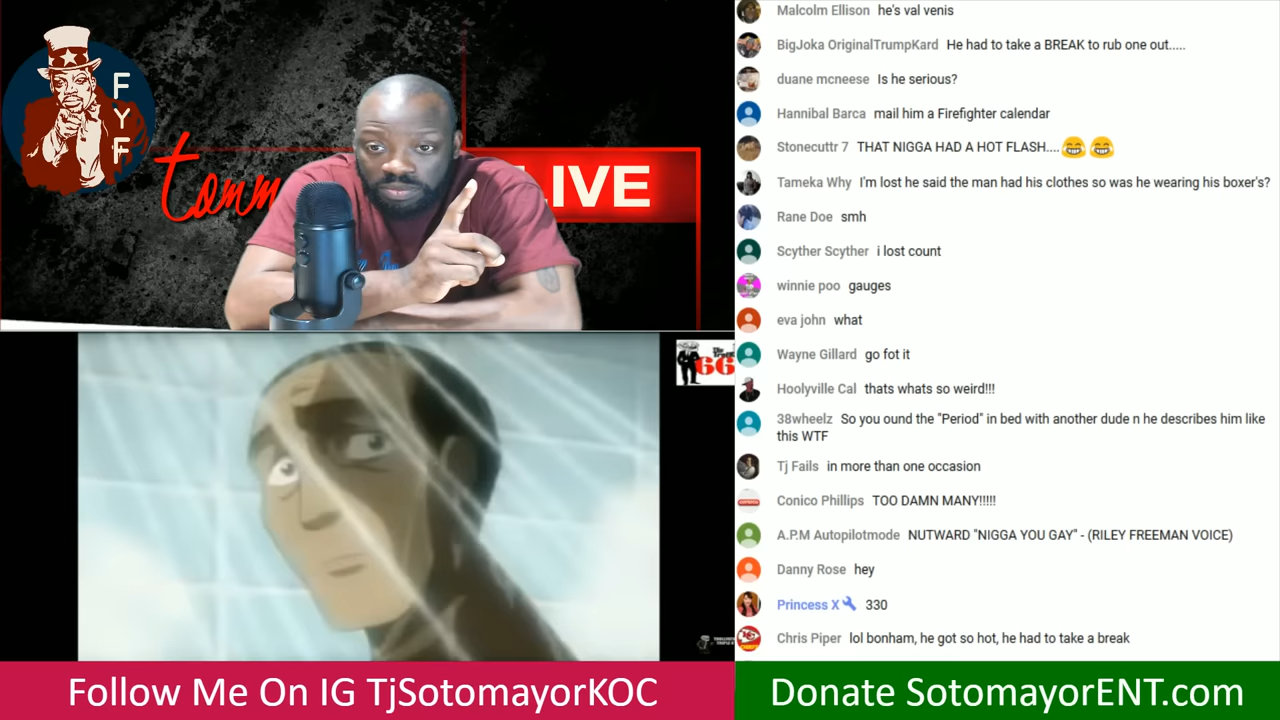 F
Y
F
tomm
LIVE
66
Follow Me On IG TjSotomayorKOC
Malcolm Ellison he's val venis
BigJoka OriginalTrumpKard He had to take a BREAK to rub one out.....
duane mcneese Is he serious?
Hannibal Barca mail him a Firefighter calendar
Stonecuttr 7 THAT NIGGA HAD A HOT FLASH.... 😂 😂
Tameka Why I'm lost he said the man had his clothes so was he wearing his boxer's?
Rane Doe smh
Scyther Scyther i lost count
winnie poo gauges
eva john what
Wayne Gillard go fot it
Hoolyville Cal thats whats so weird!!!
38wheelz So you ound the "Period" in bed with another dude n he describes him like
this WTF
Tj Fails in more than one occasion
Conico Phillips TOO DAMN MANY!!!!!
A.P.M Autopilotmode NUTWARD "NIGGA YOU GAY" - (RILEY FREEMAN VOICE)
Danny Rose hey
Princess X 330
Chris Piper lol bonham, he got so hot, he had to take a break
Donate SotomayorENT.com